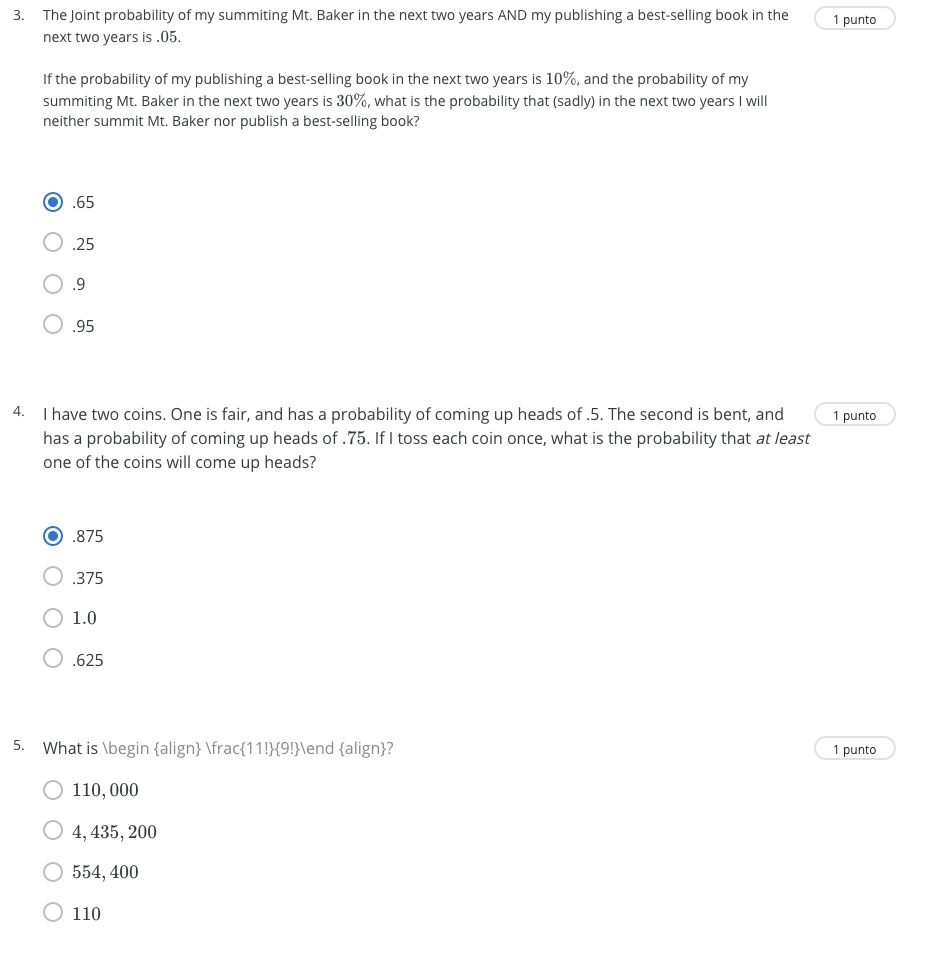 3. The Joint probability of my summiting Mt. Baker in the next two years AND my publishing a best-selling book in the
1 punto
next two years is .05.
If the probability of my publishing a best-selling book in the next two years is 10%, and the probability of my
summiting Mt. Baker in the next two years is 30%, what is the probability that (sadly) in the next two years I will
neither summit Mt. Baker nor publish a best-selling book?
.65
.25
.9
.95
4. I have two coins. One is fair, and has a probability of coming up heads of .5. The second is bent, and
1 punto
has a probability of coming up heads of .75. If I toss each coin once, what is the probability that at least
one of the coins will come up heads?
.875
.375
1.0
.625
5. What is \begin {align} \frac{11!}{9!}\end {align}?
1 punto
110,000
4,435,200
554,400
110